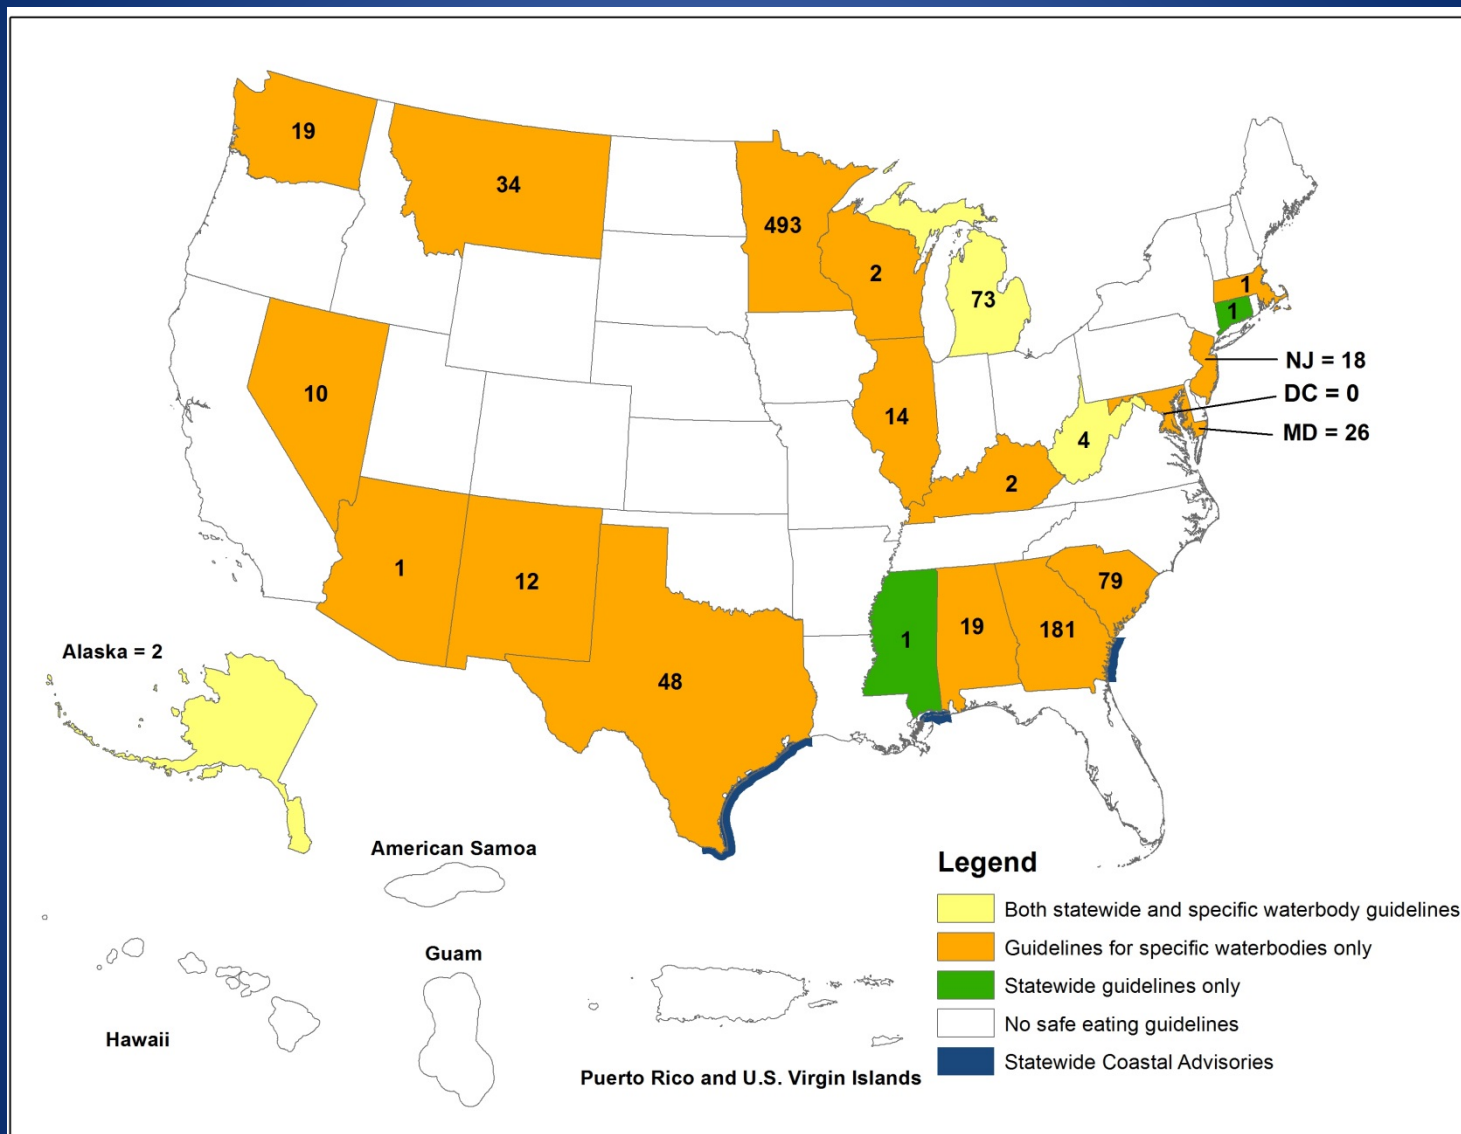 19
34
493
2
73
1
1
NJ = 18
10
DC = 0
14
4
MD = 26
2
1
12
79
1
19
181
Alaska = 2
48
American Samoa
Legend
Both statewide and specific waterbody guidelines
Guam
Guidelines for specific waterbodies only
Statewide guidelines only
Hawaii
No safe eating guidelines
Statewide Coastal Advisories
Puerto Rico and U.S. Virgin Islands